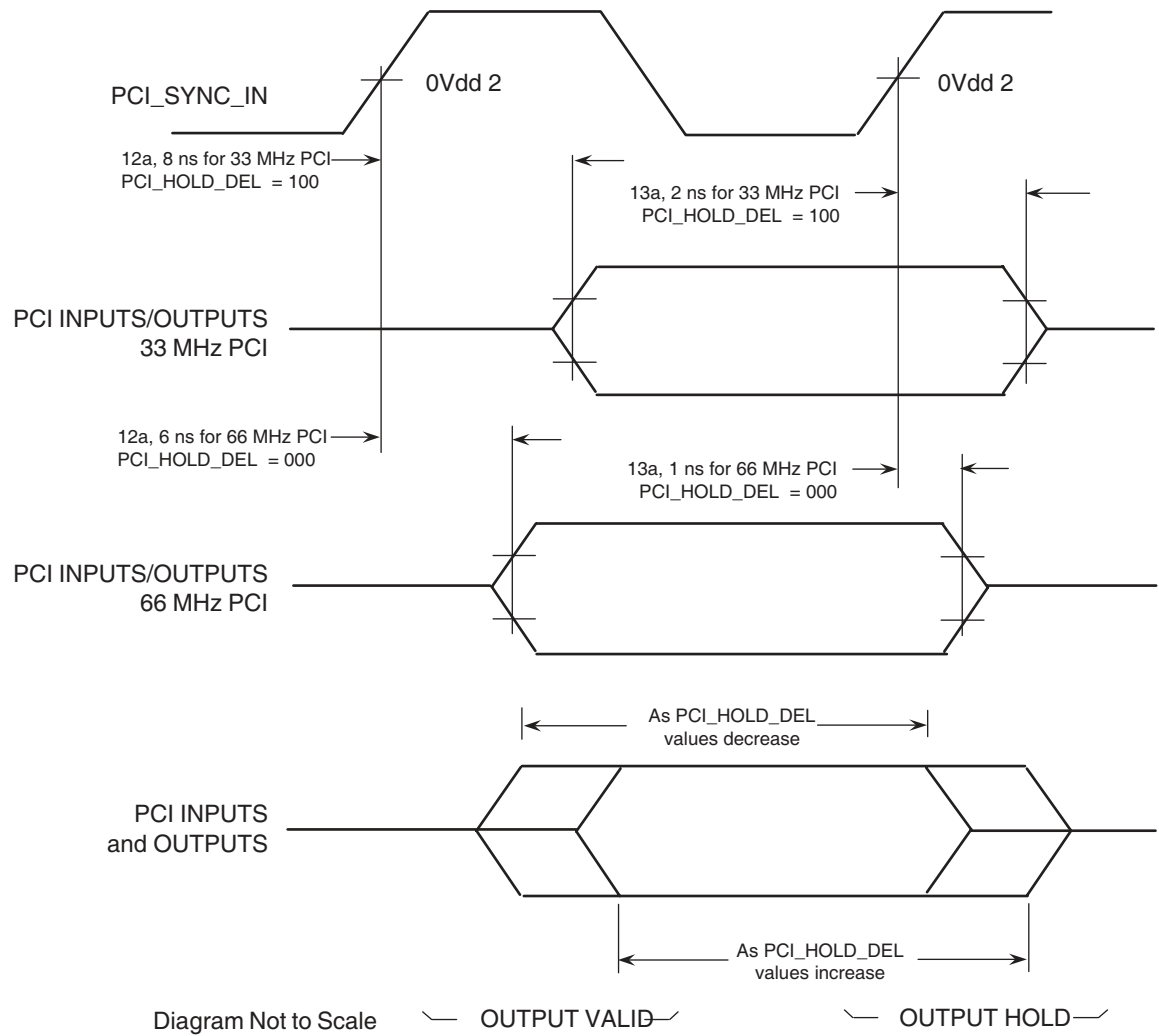 PCI_SYNC_IN
0Vdd 2
0Vdd 2
12a, 8 ns for 33 MHz PCI
PCI_HOLD_DEL = 100
13a, 2 ns for 33 MHz PCI
PCI_HOLD_DEL = 100
PCI INPUTS/OUTPUTS
33 MHz PCI
12a, 6 ns for 66 MHz PCI
PCI_HOLD_DEL = 000
13a, 1 ns for 66 MHz PCI
PCI_HOLD_DEL = 000
PCI INPUTS/OUTPUTS
66 MHz PCI
As PCI_HOLD_DEL
values decrease
PCI INPUTS
and OUTPUTS
As PCI_HOLD_DEL
values increase
Diagram Not to Scale
OUTPUT VALID
OUTPUT HOLD